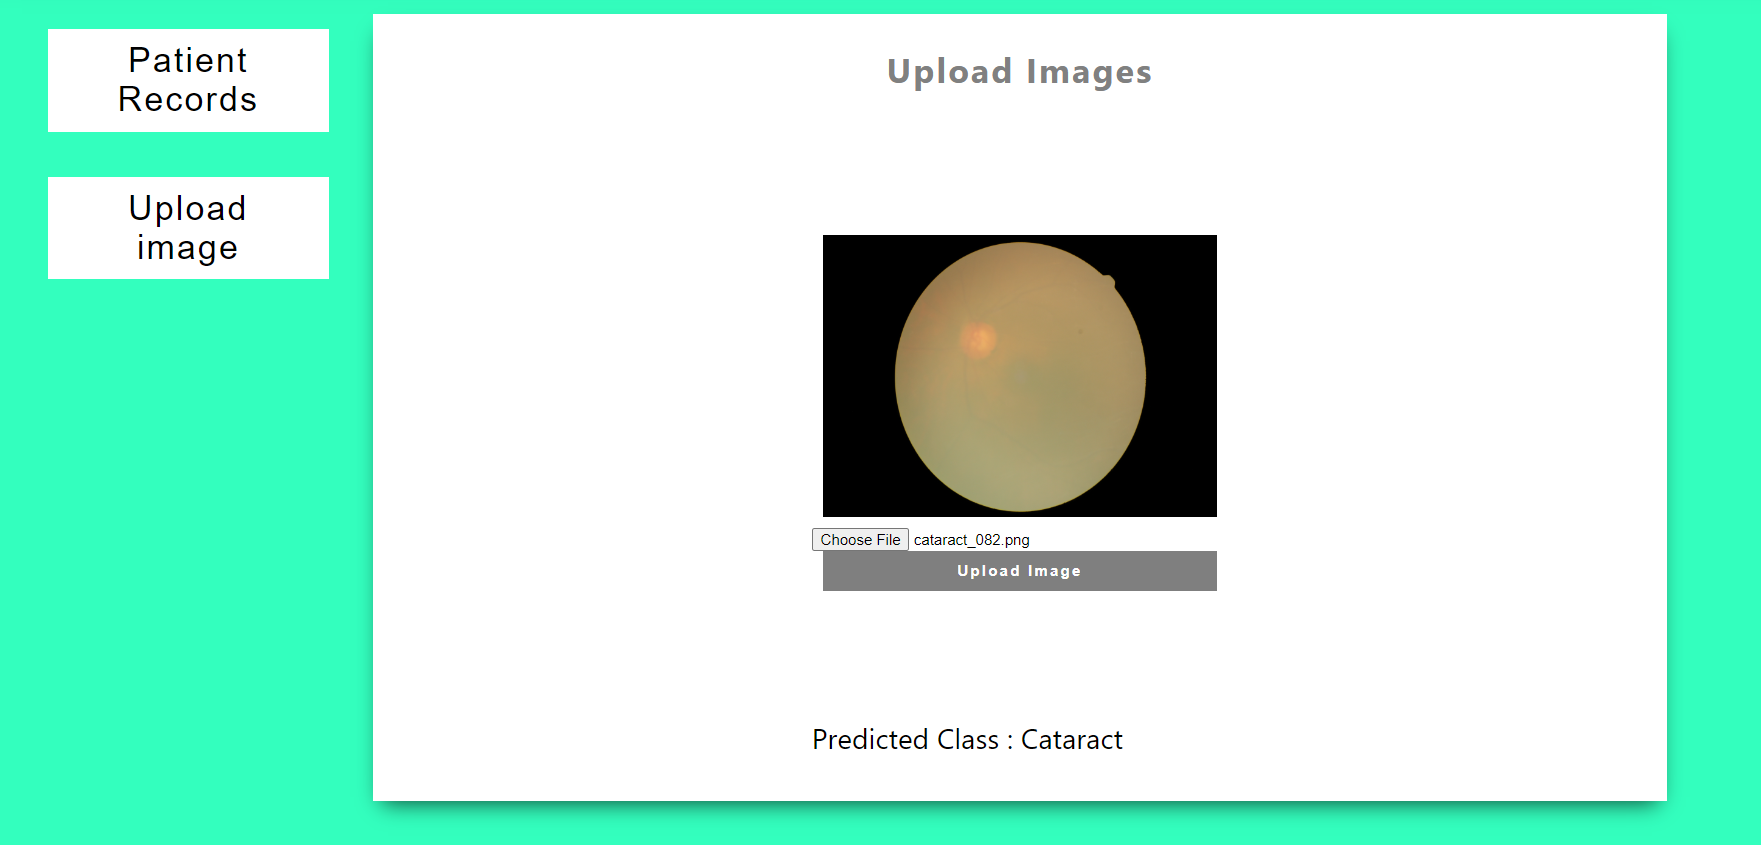 Patient
Records
Upload
image
Upload Images
Choose File cataract_082.png
Upload Image
Predicted Class : Cataract